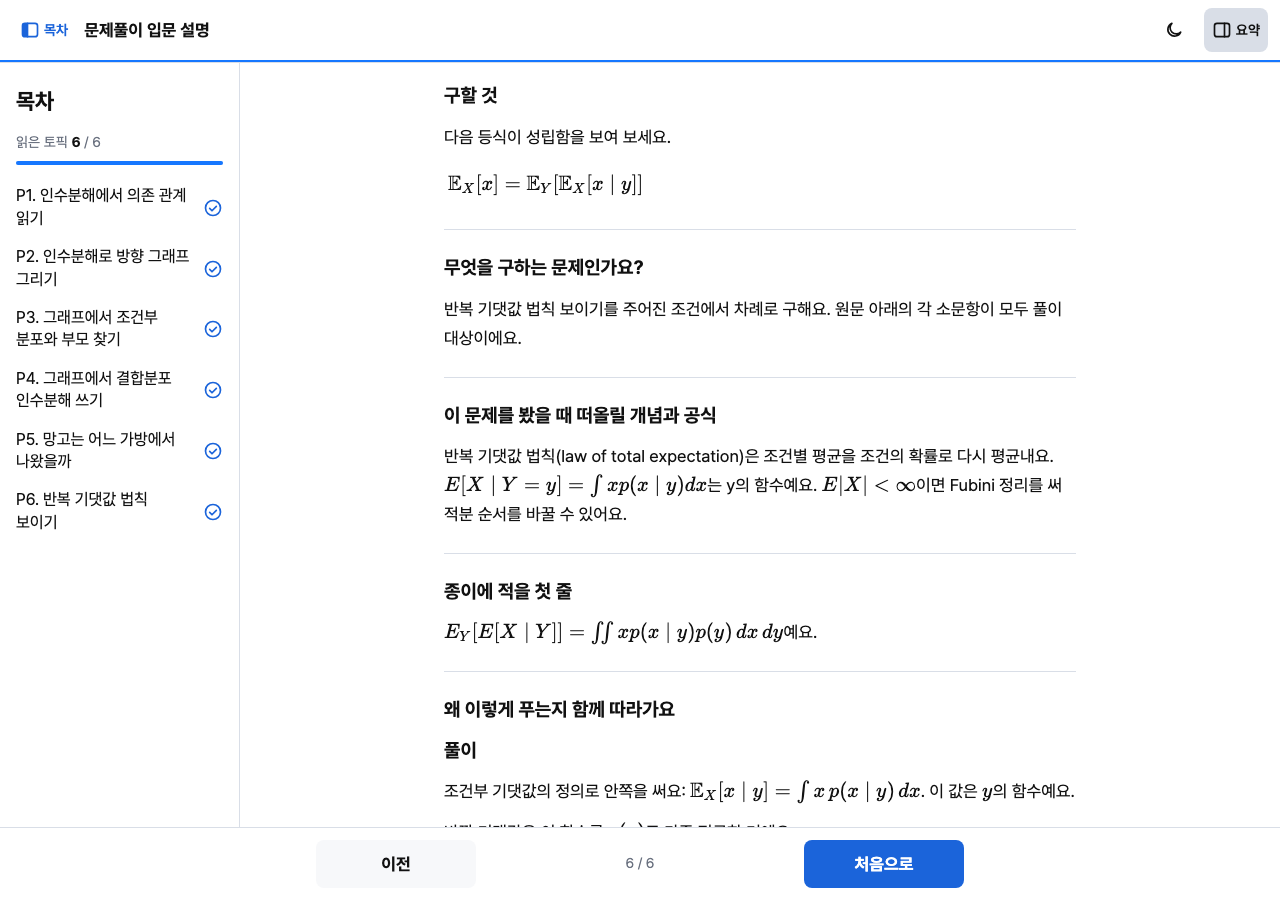 목차 문제풀이 입문 설명 요약
목차
읽은 토픽 6 / 6
P1. 인수분해에서 의존 관계
읽기
P2. 인수분해로 방향 그래프
그리기
P3. 그래프에서 조건부
분포와 부모 찾기
P4. 그래프에서 결합분포
인수분해 쓰기
P5. 망고는 어느 가방에서
나왔을까
P6. 반복 기댓값 법칙
보이기
구할 것
다음 등식이 성립함을 보여 보세요.
𝔼_X[x] = 𝔼_Y[𝔼_X[x | y]]
무엇을 구하는 문제인가요?
반복 기댓값 법칙 보이기를 주어진 조건에서 차례로 구해요. 원문 아래의 각 소문항이 모두 풀이
대상이에요.
이 문제를 봤을 때 떠올릴 개념과 공식
반복 기댓값 법칙(law of total expectation)은 조건별 평균을 조건의 확률로 다시 평균내요.
E[X | Y = y] = ∫ xp(x | y)dx는 y의 함수예요. E|X| < ∞이면 Fubini 정리를 써
적분 순서를 바꿀 수 있어요.
종이에 적을 첫 줄
E_Y[E[X | Y]] = ∬ xp(x | y)p(y) dx dy예요.
왜 이렇게 푸는지 함께 따라가요
풀이
조건부 기댓값의 정의로 안쪽을 써요: 𝔼_X[x | y] = ∫ x p(x | y) dx. 이 값은 y의 함수예요.
이전 6 / 6 처음으로